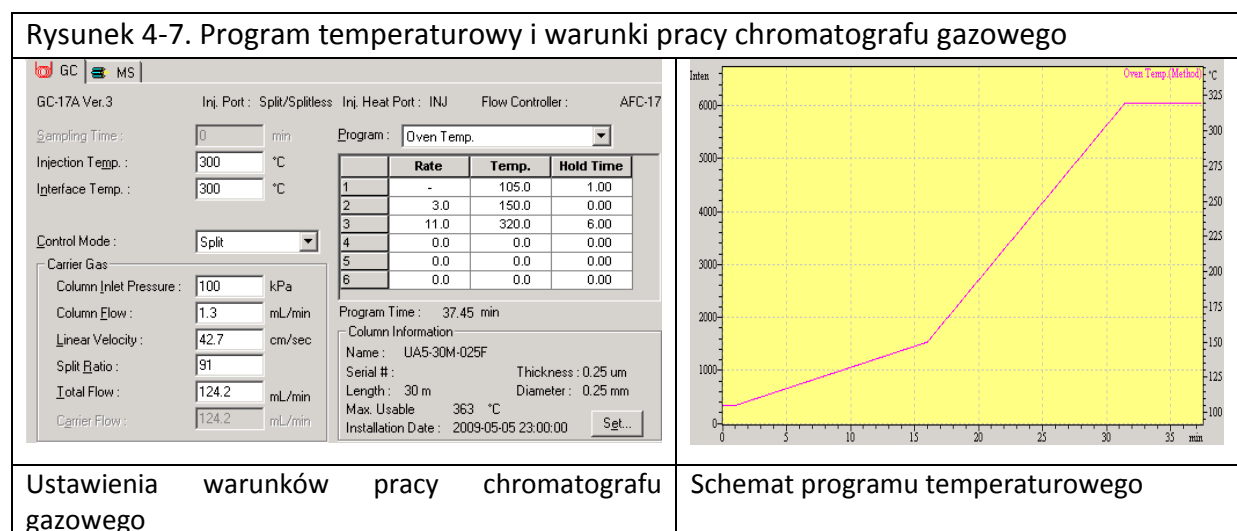 Rysunek 4-7. Program temperaturowy i warunki pracy chromatografu gazowego
GC MS
GC-17A Ver.3 Inj. Port : Split/Splitless Inj. Heat Port : INJ Flow Controller : AFC-17
Sampling Time : 0 min
Injection Temp. : 300 °C
Interface Temp. : 300 °C
Control Mode : Split
Carrier Gas
Column Inlet Pressure : 100 kPa
Column Flow : 1.3 mL/min
Linear Velocity : 42.7 cm/sec
Split Ratio : 91
Total Flow : 124.2 mL/min
Carrier Flow : 124.2 mL/min
Program : Oven Temp.
Rate Temp. Hold Time
1 - 105.0 1.00
2 3.0 150.0 0.00
3 11.0 320.0 6.00
4 0.0 0.0 0.00
5 0.0 0.0 0.00
6 0.0 0.0 0.00
Program Time : 37.45 min
Column Information
Name : UA5-30M-025F
Serial # : Thickness : 0.25 um
Length : 30 m Diameter : 0.25 mm
Max. Usable 363 °C
Installation Date : 2009-05-05 23:00:00 Set...
Inten Oven Temp.(Method) °C
6000
5000
4000
3000
2000
1000
0
325
300
275
250
225
200
175
150
125
100
0 5 10 15 20 25 30 35 min
Ustawienia warunków pracy chromatografu
gazowego
Schemat programu temperaturowego